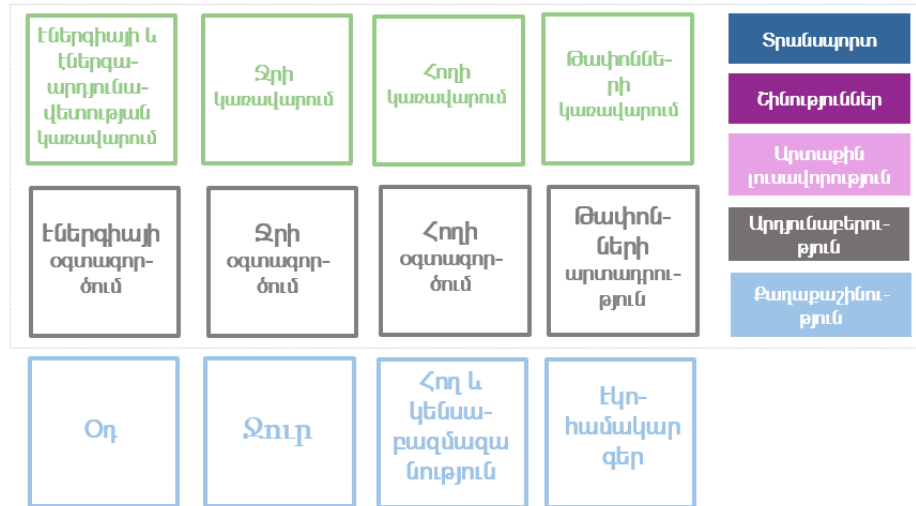 Էներգիայի և
էներգա-
արդյունա-
վետության
կառավարում
Ջրի
կառավարում
Հողի
կառավարում
Թափոննե-
րի
կառավարում
Տրանսպորտ
Շինություններ
Արտաքին
լուսավորություն
Արդյունաբերու-
թյուն
Քաղաքաշինու-
թյուն
Էներգիայի
օգտագոր-
ծում
Ջրի
օգտագոր-
ծում
Հողի
օգտագոր-
ծում
Թափոն-
ների
արտադրու-
թյուն
Օդ
Ջուր
Հող և
կենսա-
բազմազա
նություն
Էկո-
համակար
գեր